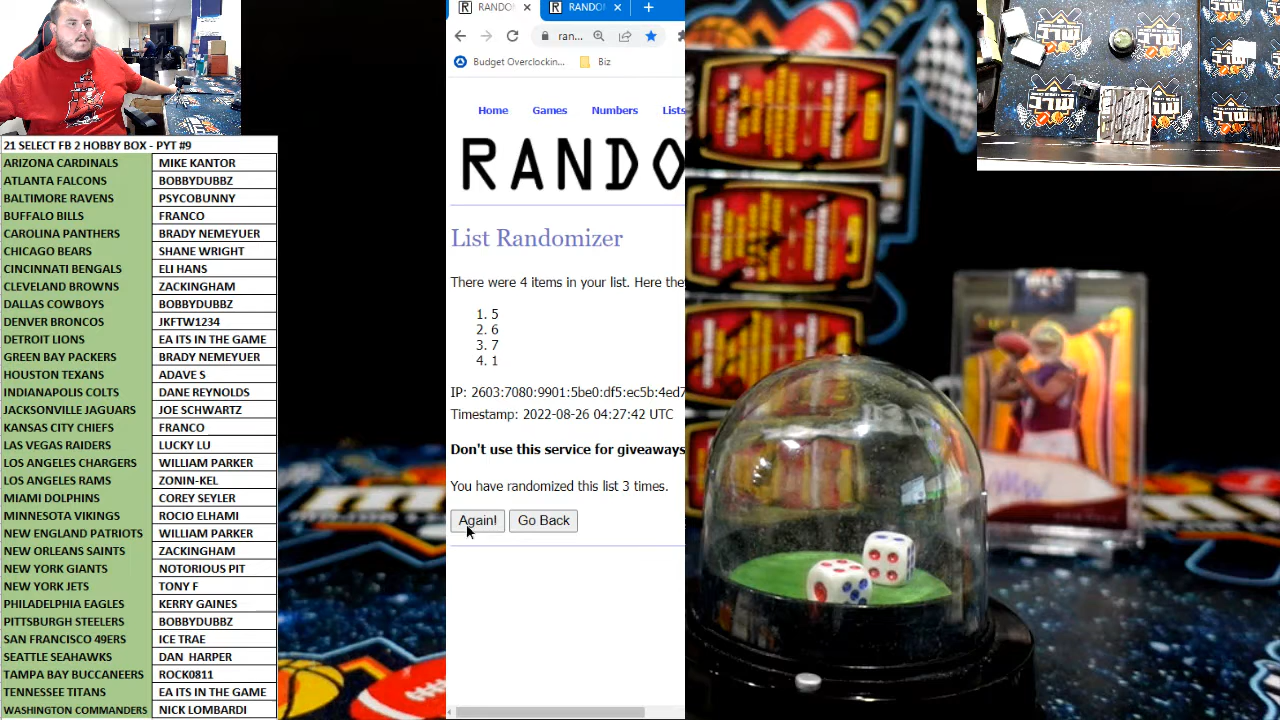 21 SELECT FB 2 HOBBY BOX - PYT #9
ARIZONA CARDINALS MIKE KANTOR
ATLANTA FALCONS BOBBYDUBBZ
BALTIMORE RAVENS PSYCOBUNNY
BUFFALO BILLS FRANCO
CAROLINA PANTHERS BRADY NEMEYUER
CHICAGO BEARS SHANE WRIGHT
CINCINNATI BENGALS ELI HANS
CLEVELAND BROWNS ZACKINGHAM
DALLAS COWBOYS BOBBYDUBBZ
DENVER BRONCOS JKFTW1234
DETROIT LIONS EA ITS IN THE GAME
GREEN BAY PACKERS BRADY NEMEYUER
HOUSTON TEXANS ADAVE S
INDIANAPOLIS COLTS DANE REYNOLDS
JACKSONVILLE JAGUARS JOE SCHWARTZ
KANSAS CITY CHIEFS FRANCO
LAS VEGAS RAIDERS LUCKY LU
LOS ANGELES CHARGERS WILLIAM PARKER
LOS ANGELES RAMS ZONIN-KEL
MIAMI DOLPHINS COREY SEYLER
MINNESOTA VIKINGS ROCIO ELHAMI
NEW ENGLAND PATRIOTS WILLIAM PARKER
NEW ORLEANS SAINTS ZACKINGHAM
NEW YORK GIANTS NOTORIOUS PIT
NEW YORK JETS TONY F
PHILADELPHIA EAGLES KERRY GAINES
PITTSBURGH STEELERS BOBBYDUBBZ
SAN FRANCISCO 49ERS ICE TRAE
SEATTLE SEAHAWKS DAN HARPER
TAMPA BAY BUCCANEERS ROCK0811
TENNESSEE TITANS EA ITS IN THE GAME
WASHINGTON COMMANDERS NICK LOMBARDI
RANDO
RANDO
ran...
Budget Overclockin... Biz
Home Games Numbers Lists
RANDO
List Randomizer
There were 4 items in your list. Here they
1. 5
2. 6
3. 7
4. 1
IP: 2603:7080:9901:5be0:df5:ec5b:4ed7
Timestamp: 2022-08-26 04:27:42 UTC
Don't use this service for giveaways
You have randomized this list 3 times.
Again! Go Back